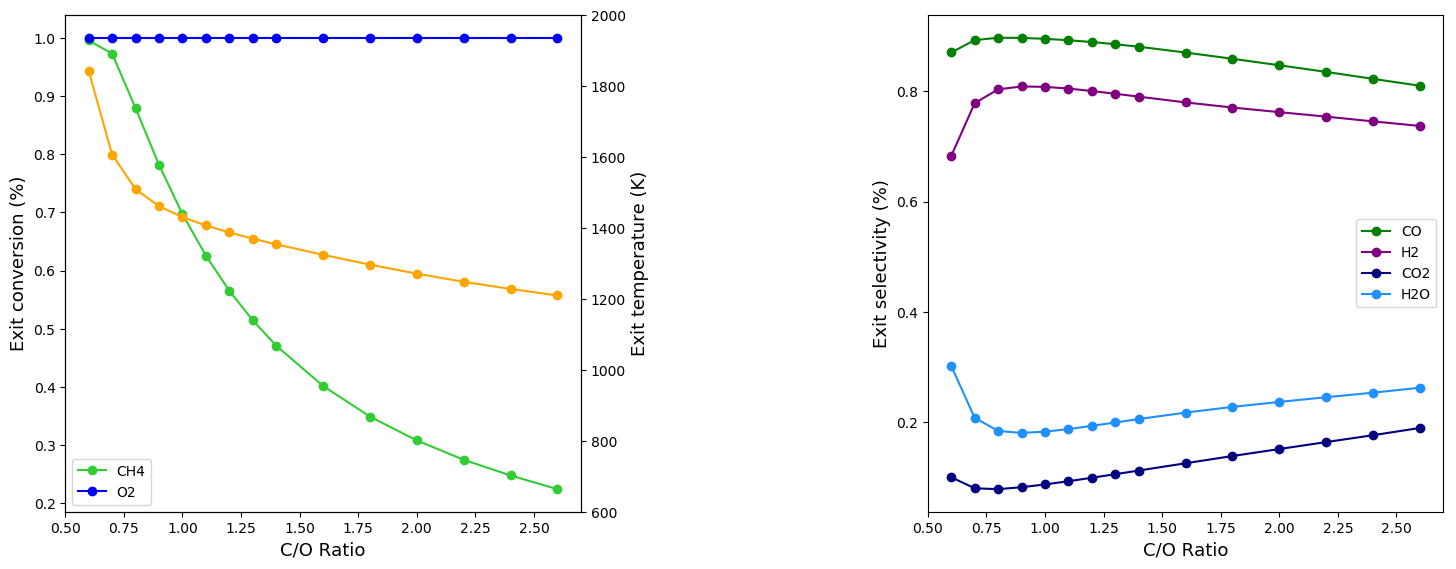 Exit conversion (%)
1.0
0.9
0.8
0.7
0.6
0.5
0.4
0.3
0.2
CH4
O2
0.50 0.75 1.00 1.25 1.50 1.75 2.00 2.25 2.50
C/O Ratio
2000
1800
1600
1400
1200
1000
800
600
Exit temperature (K)
Exit selectivity (%)
0.8
0.6
0.4
0.2
CO
H2
CO2
H2O
0.50 0.75 1.00 1.25 1.50 1.75 2.00 2.25 2.50
C/O Ratio